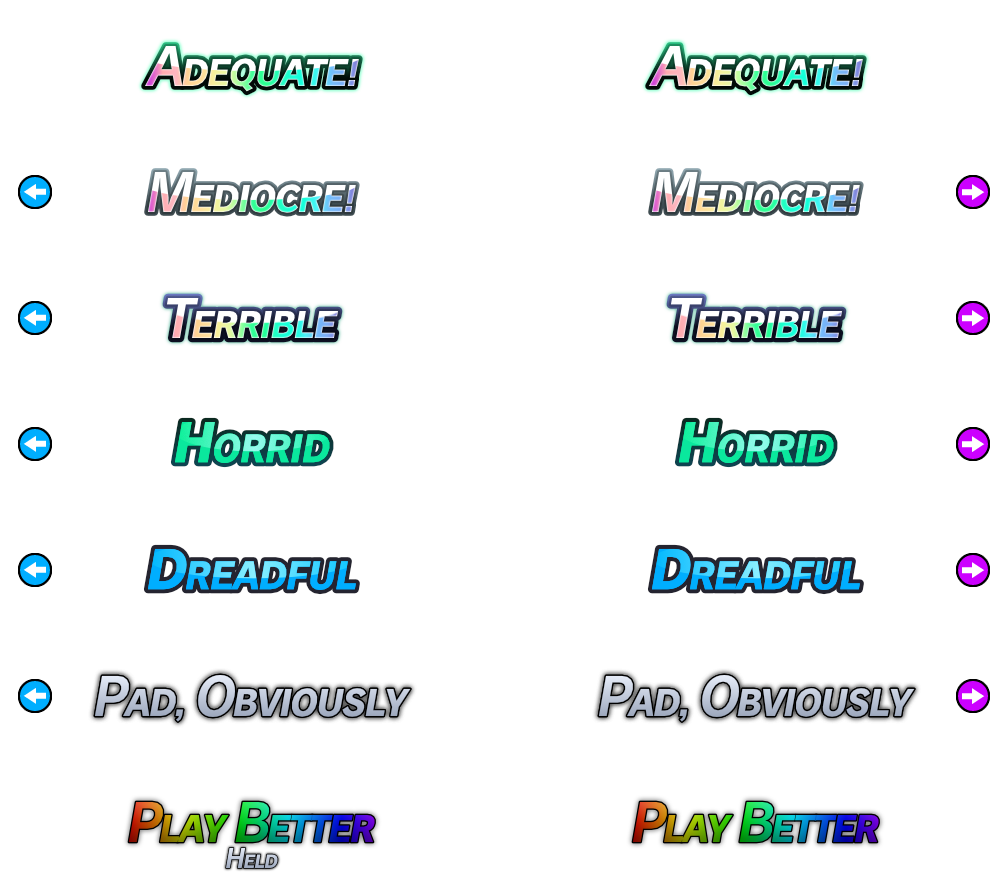 ADEQUATE! ADEQUATE!
MEDIOCRE! MEDIOCRE!
TERRIBLE TERRIBLE
HORRID HORRID
DREADFUL DREADFUL
PAD, OBVIOUSLY PAD, OBVIOUSLY
PLAY BETTER PLAY BETTER
HELD